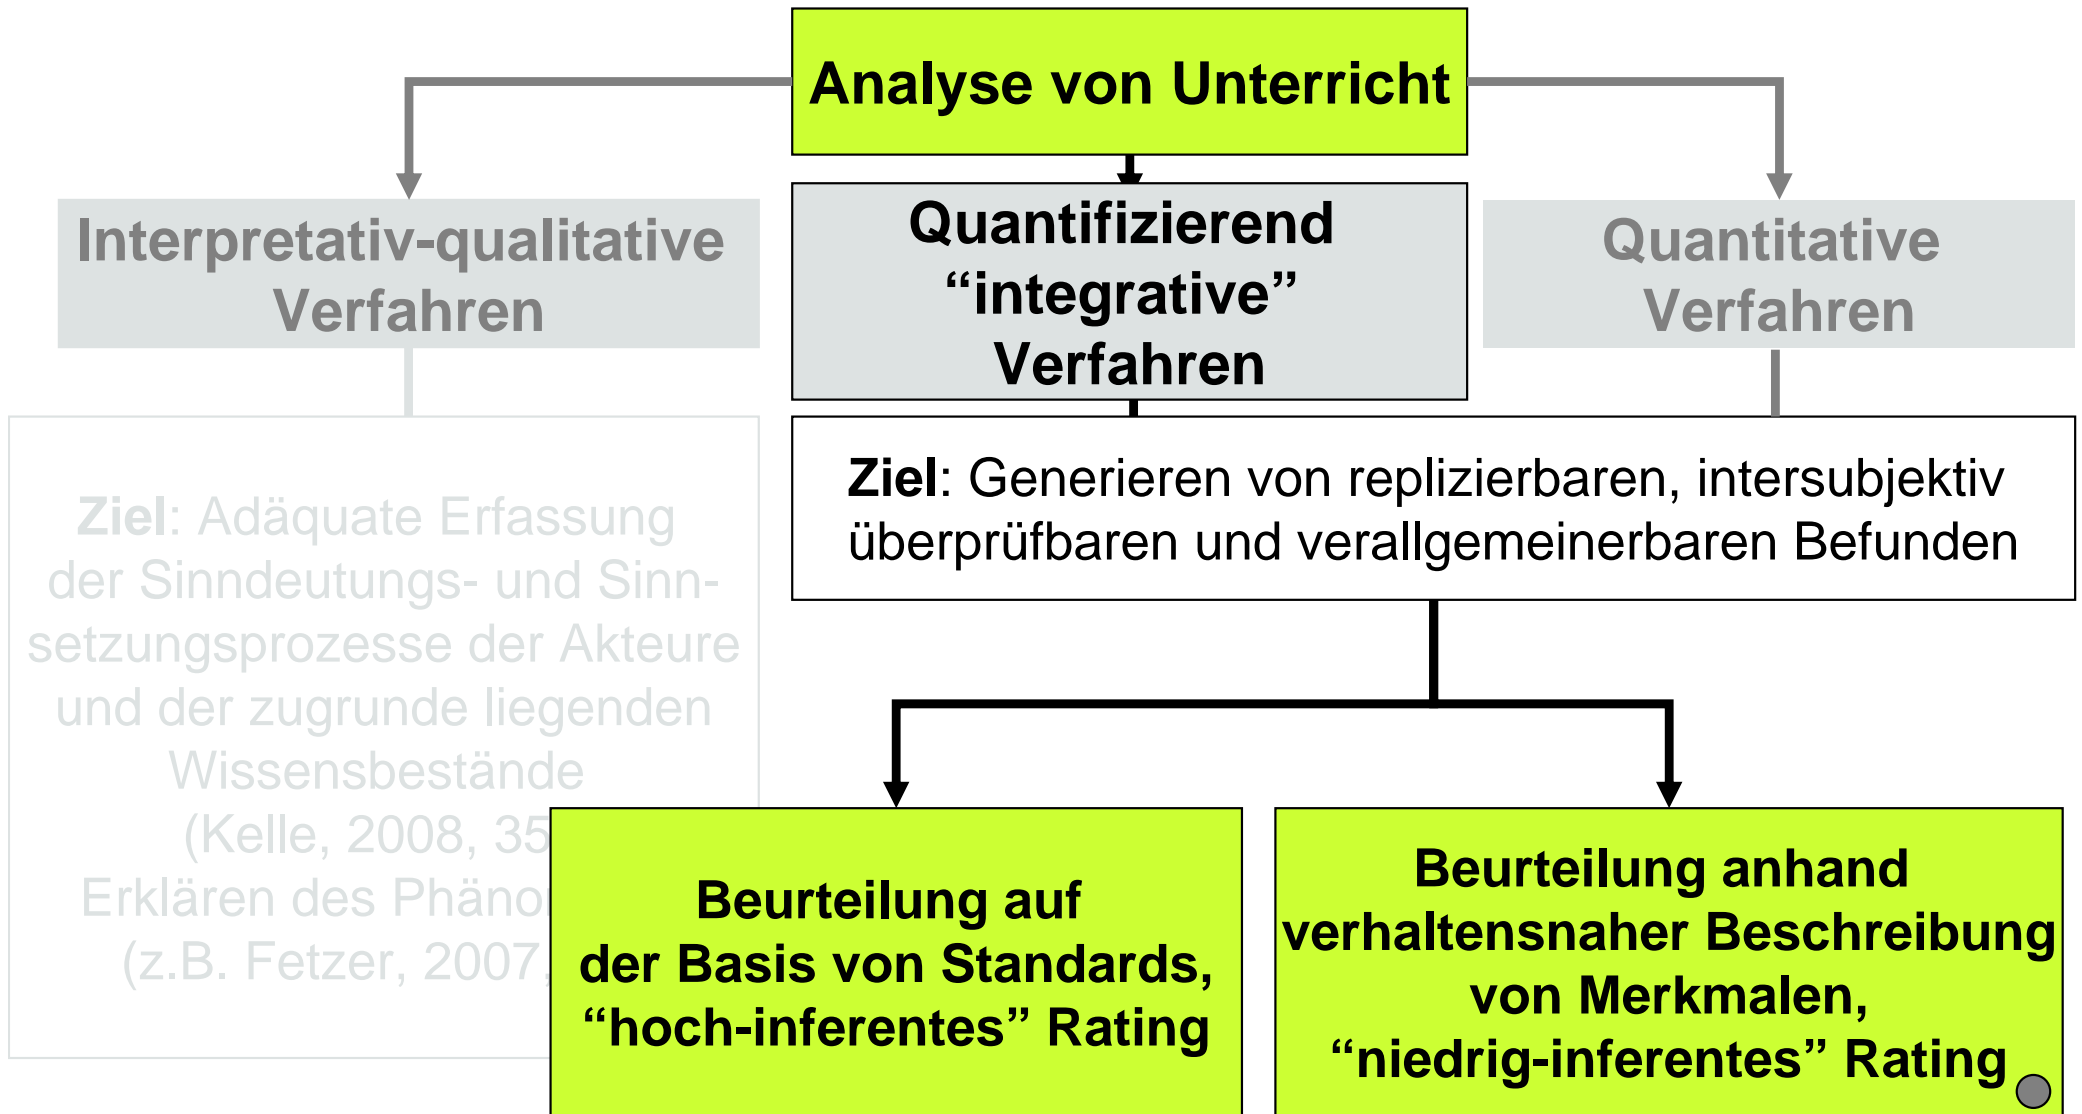 Analyse von Unterricht
Interpretativ-qualitative
Verfahren
Quantifizierend
“integrative”
Verfahren
Quantitative
Verfahren
Ziel: Adäquate Erfassung
der Sinndeutungs- und Sinn-
setzungsprozesse der Akteure
und der zugrunde liegenden
Wissensbestände
(Kelle, 2008, 35
Erklären des
(z.B. Fetzer, 2007,
Ziel: Generieren von replizierbaren, intersubjektiv
überprüfbaren und verallgemeinerbaren Befunden
Beurteilung auf
der Basis von Standards,
“hoch-inferentes” Rating
Beurteilung anhand
verhaltensnaher Beschreibung
von Merkmalen,
“niedrig-inferentes” Rating